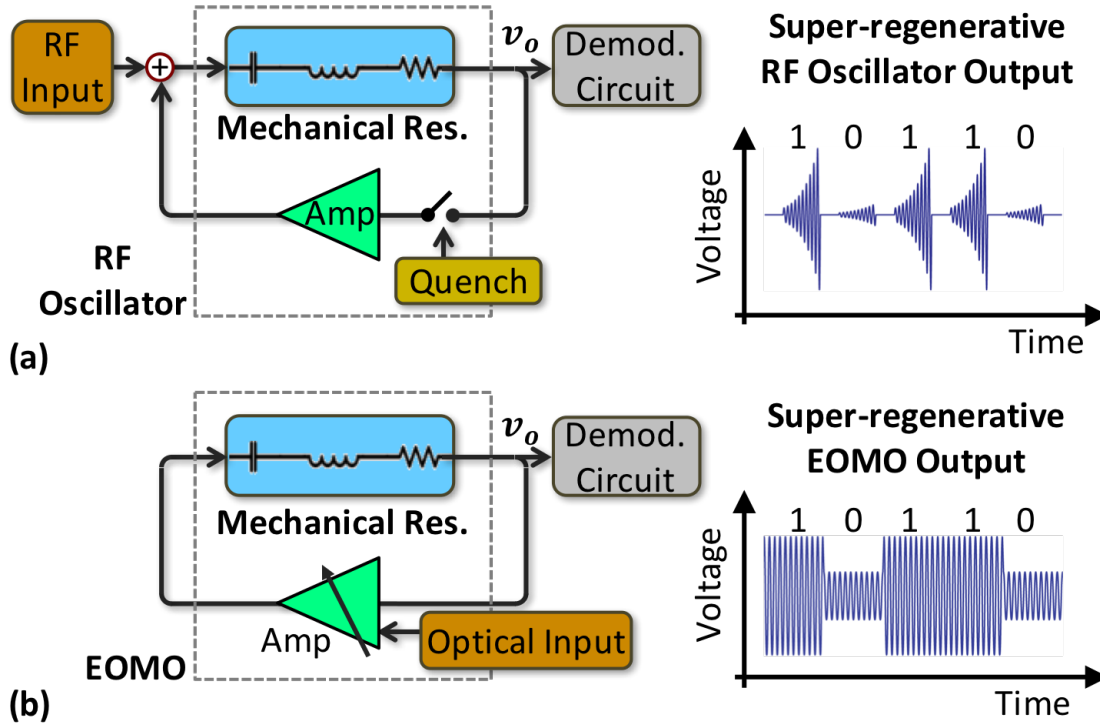 RF
Input
+
Mechanical Res.
v_o
Demod.
Circuit
Amp
Quench
RF
Oscillator
(a)
Super-regenerative
RF Oscillator Output
1 0 1 1 0
Voltage
Time
Mechanical Res.
v_o
Demod.
Circuit
Amp
Optical Input
EOMO
(b)
Super-regenerative
EOMO Output
1 0 1 1 0
Voltage
Time